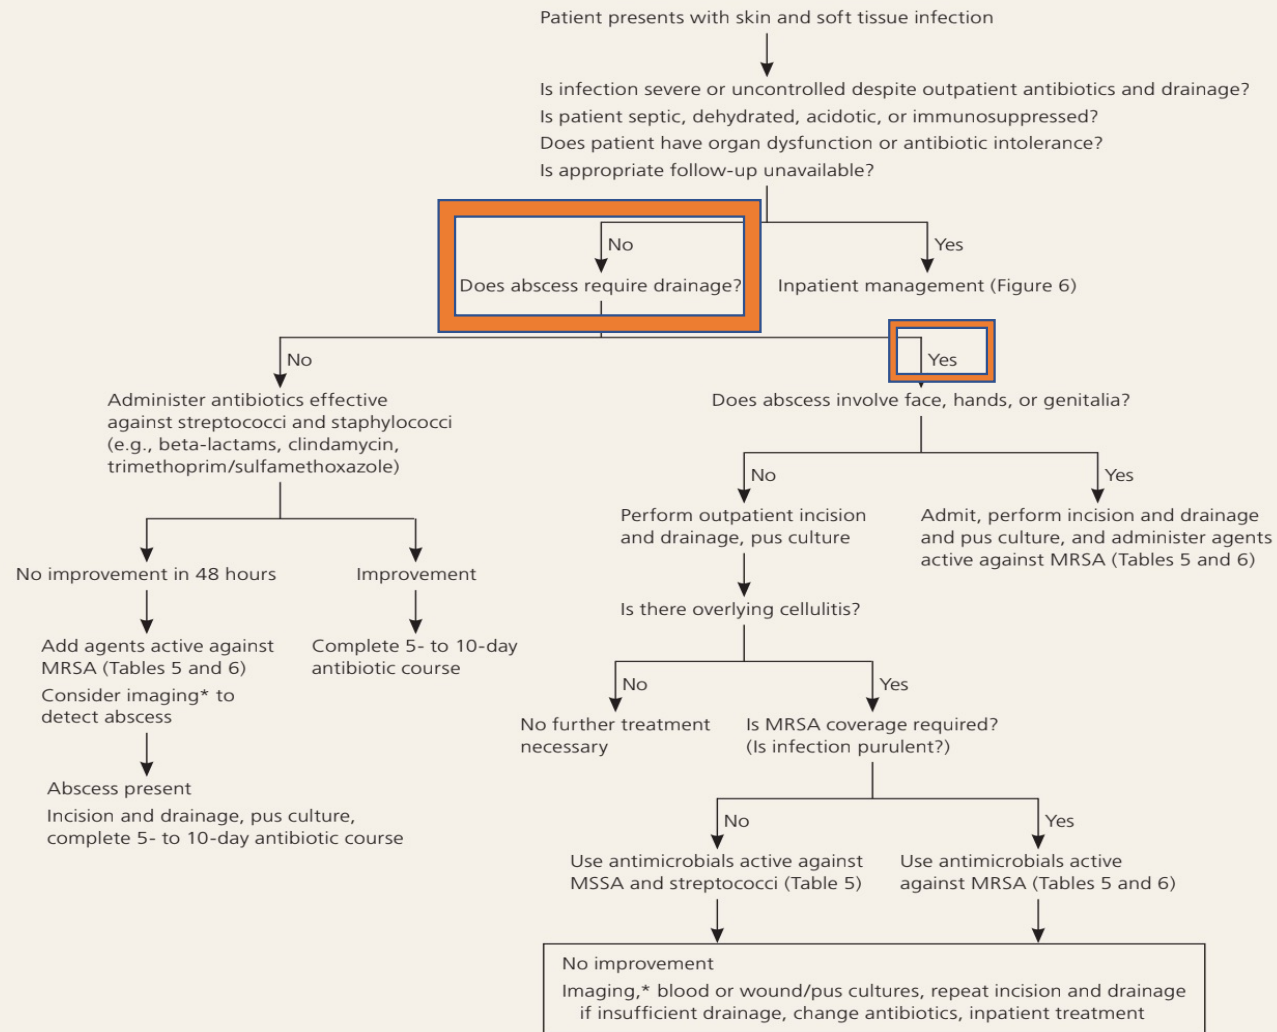 Patient presents with skin and soft tissue infection
Is infection severe or uncontrolled despite outpatient antibiotics and drainage?
Is patient septic, dehydrated, acidotic, or immunosuppressed?
Does patient have organ dysfunction or antibiotic intolerance?
Is appropriate follow-up unavailable?
No
Yes
Does abscess require drainage?
Inpatient management (Figure 6)
No
Yes
Administer antibiotics effective
against streptococci and staphylococci
(e.g., beta-lactams, clindamycin,
trimethoprim/sulfamethoxazole)
Does abscess involve face, hands, or genitalia?
No
Yes
Perform outpatient incision
and drainage, pus culture
Admit, perform incision and drainage
and pus culture, and administer agents
active against MRSA (Tables 5 and 6)
No improvement in 48 hours
Improvement
Is there overlying cellulitis?
Add agents active against
MRSA (Tables 5 and 6)
Consider imaging* to
detect abscess
Complete 5- to 10-day
antibiotic course
No
Yes
No further treatment
necessary
Is MRSA coverage required?
(Is infection purulent?)
Abscess present
Incision and drainage, pus culture,
complete 5- to 10-day antibiotic course
No
Yes
Use antimicrobials active against
MSSA and streptococci (Table 5)
Use antimicrobials active
against MRSA (Tables 5 and 6)
No improvement
Imaging,* blood or wound/pus cultures, repeat incision and drainage
if insufficient drainage, change antibiotics, inpatient treatment